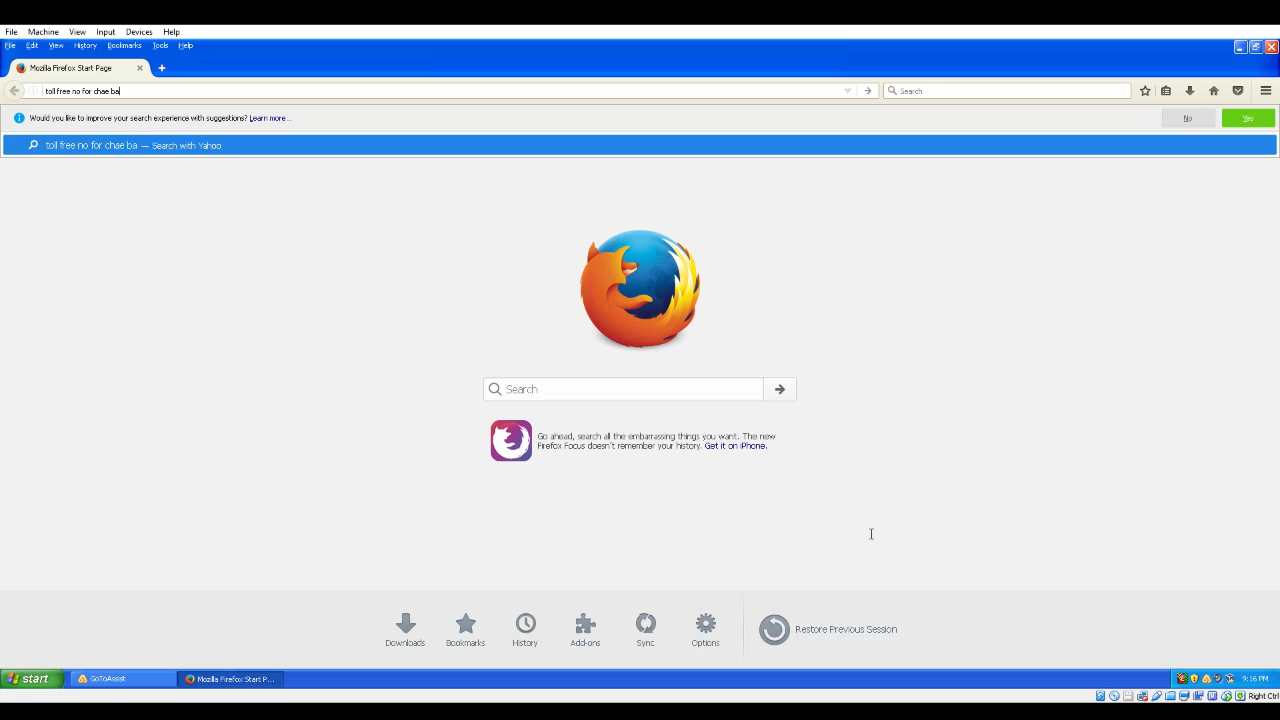 File Machine View Input Devices Help
File Edit View History Bookmarks Tools Help
Mozilla Firefox Start Page
toll free no for chae ba
Search
Would you like to improve your search experience with suggestions? Learn more...
No
Yes
toll free no for chae ba — Search with Yahoo
Search
Go ahead, search all the embarrassing things you want. The new
Firefox Focus doesn't remember your history. Get it on iPhone.
Downloads
Bookmarks
History
Add-ons
Sync
Options
Restore Previous Session
start
GoToAssist
Mozilla Firefox Start P...
9:16 PM
Right Ctrl